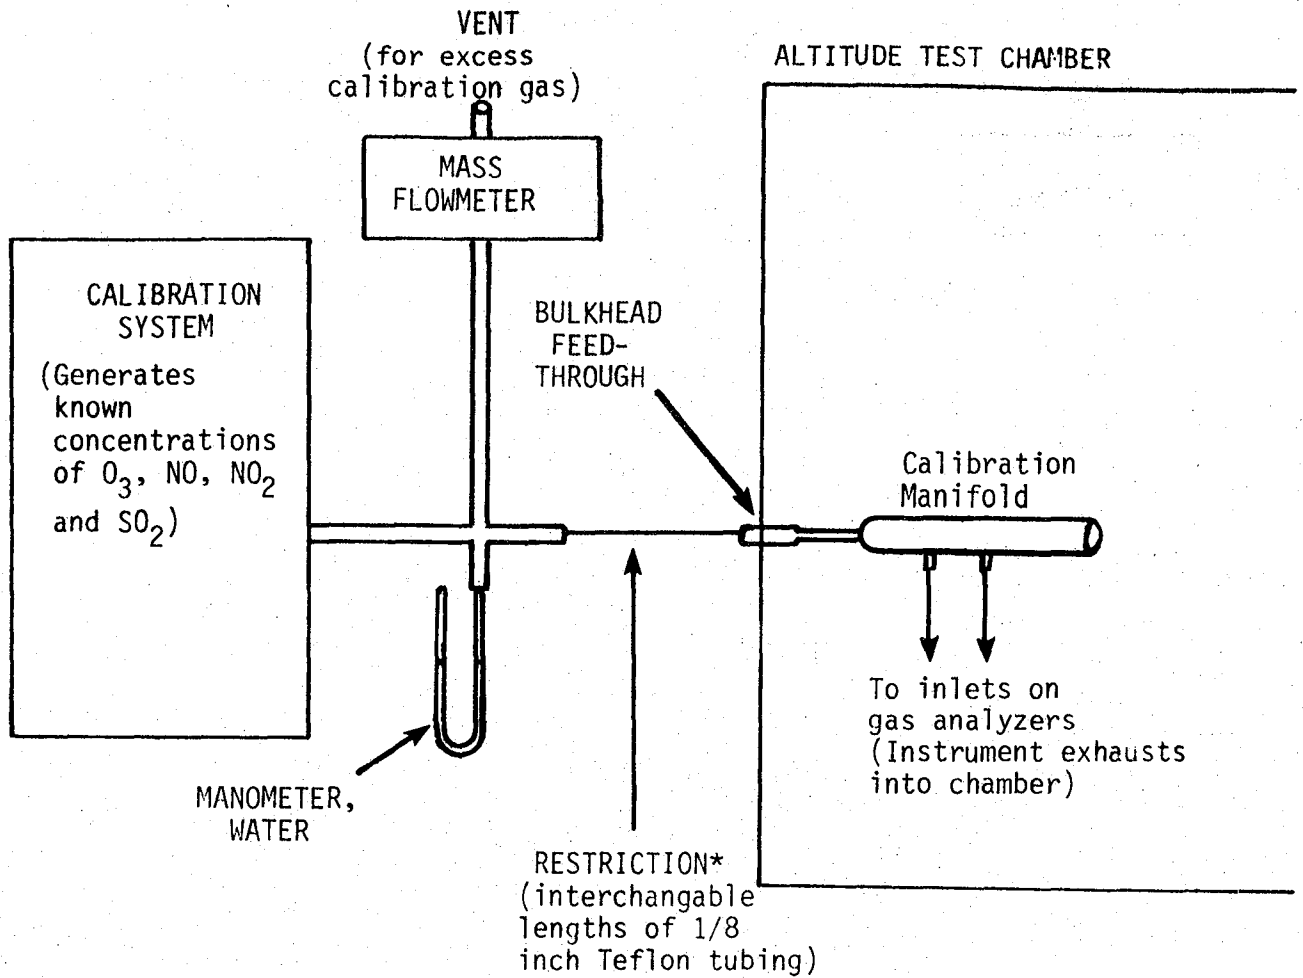 VENT
(for excess
calibration gas)
ALTITUDE TEST CHAMBER
MASS
FLOWMETER
CALIBRATION
SYSTEM
(Generates
known
concentrations
of O₃, NO, NO₂
and SO₂)
BULKHEAD
FEED-
THROUGH
Calibration
Manifold
To inlets on
gas analyzers
(Instrument exhausts
into chamber)
MANOMETER,
WATER
RESTRICTION*
(interchangable
lengths of 1/8
inch Teflon tubing)